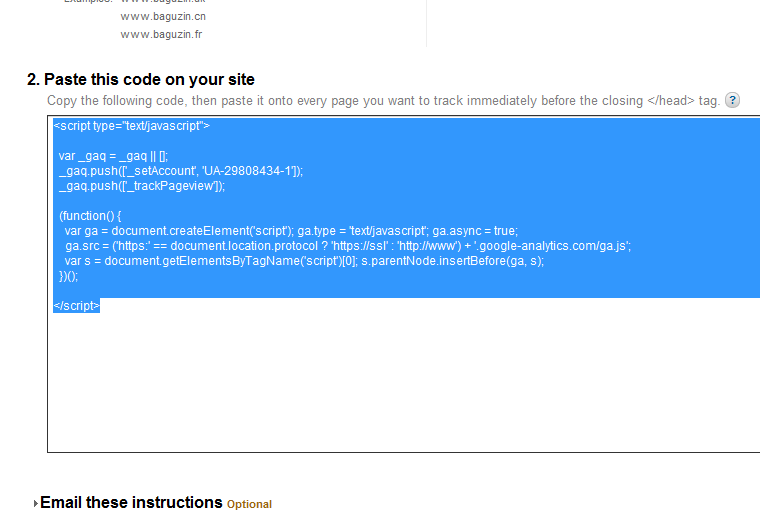 Examples: www.baguzin.uk
www.baguzin.cn
www.baguzin.fr
2. Paste this code on your site
Copy the following code, then paste it onto every page you want to track immediately before the closing </head> tag. ?
<script type="text/javascript">
var _gaq = _gaq || [];
_gaq.push(['_setAccount', 'UA-29808434-1']);
_gaq.push(['_trackPageview']);
(function() {
var ga = document.createElement('script'); ga.type = 'text/javascript'; ga.async = true;
ga.src = ('https:' == document.location.protocol ? 'https://ssl' : 'http://www') + '.google-analytics.com/ga.js';
var s = document.getElementsByTagName('script')[0]; s.parentNode.insertBefore(ga, s);
})();
</script>
Email these instructions Optional